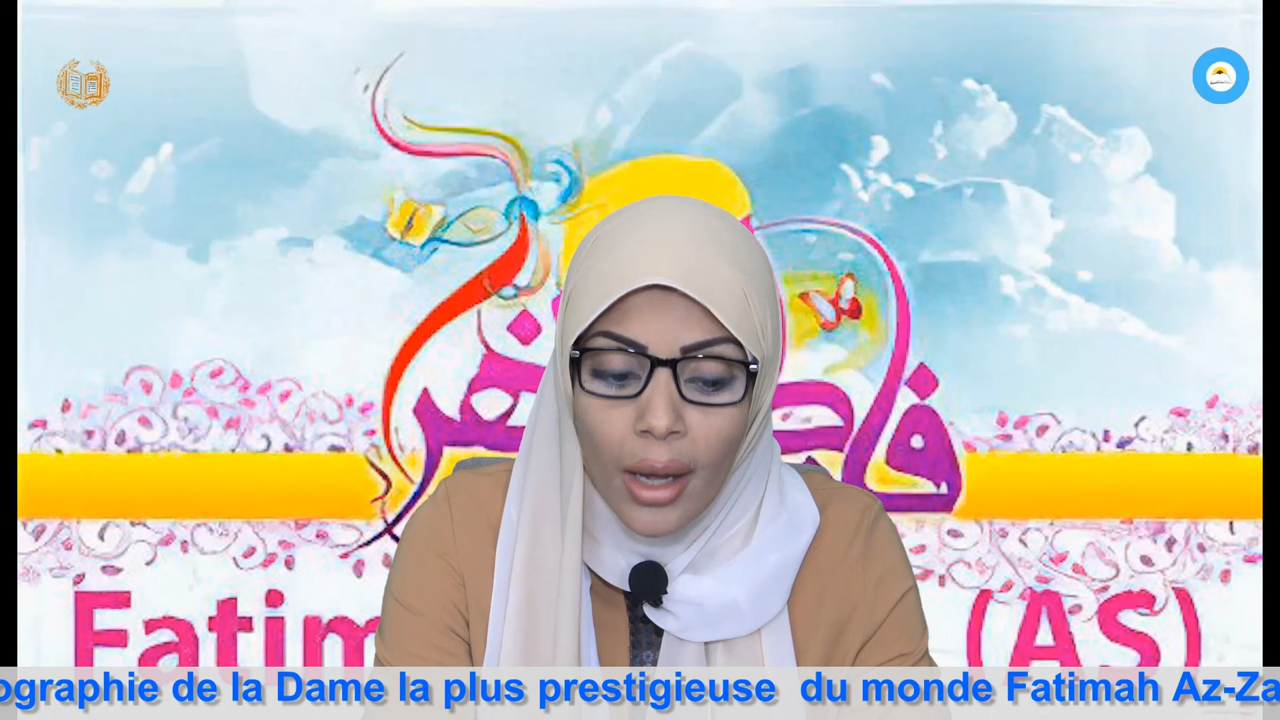 Fatim (AS)
ographie de la Dame la plus prestigieuse du monde Fatimah Az-Za